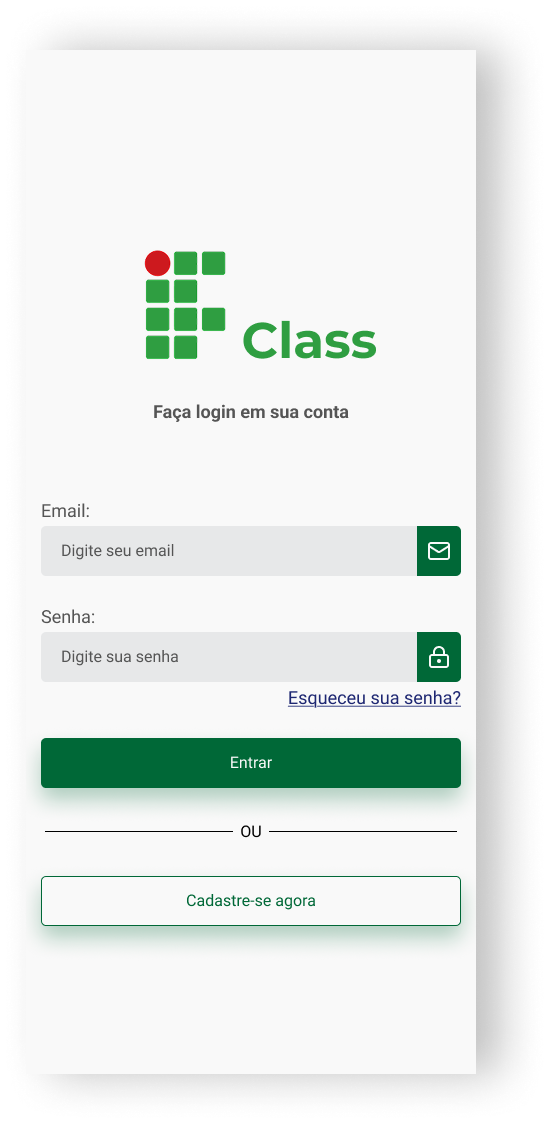 Class
Faça login em sua conta
Email:
Digite seu email
Senha:
Digite sua senha
Esqueceu sua senha?
Entrar
OU
Cadastre-se agora